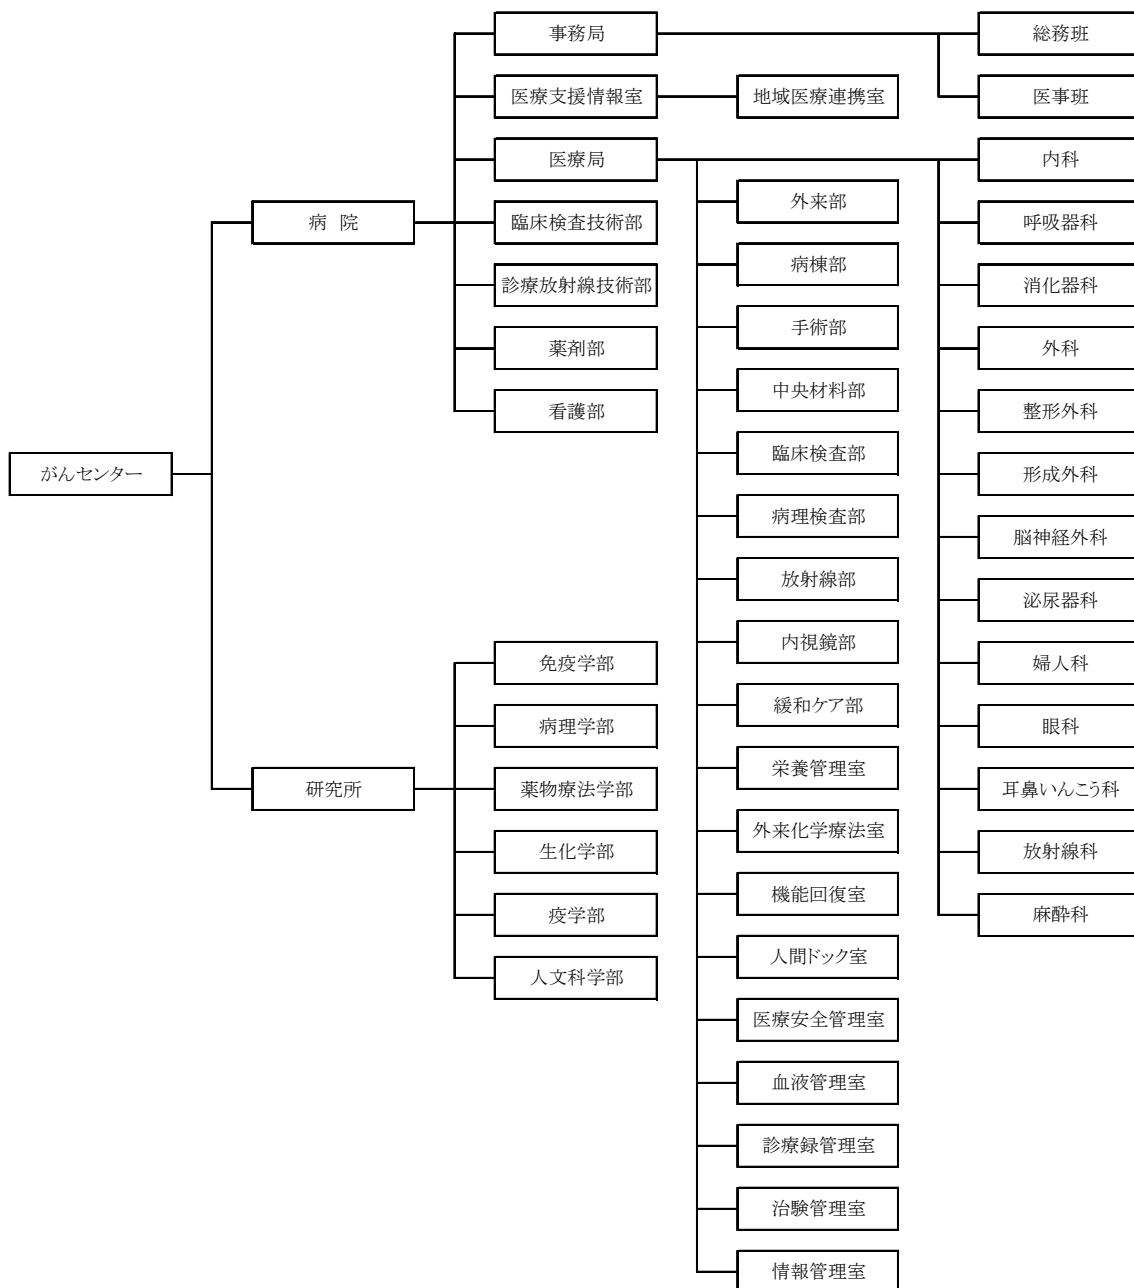 事務局
総務班
医療支援情報室
地域医療連携室
医事班
医療局
内科
外来部
病院
臨床検査技術部
呼吸器科
病棟部
診療放射線技術部
消化器科
手術部
薬剤部
外科
中央材料部
看護部
整形外科
臨床検査部
がんセンター
形成外科
病理検査部
脳神経外科
放射線部
泌尿器科
内視鏡部
免疫学部
婦人科
緩和ケア部
病理学部
眼科
栄養管理室
研究所
薬物療法学部
耳鼻いんこう科
外来化学療法室
生化学部
放射線科
機能回復室
疫学部
麻酔科
人間ドック室
人文科学部
医療安全管理室
血液管理室
診療録管理室
治験管理室
情報管理室